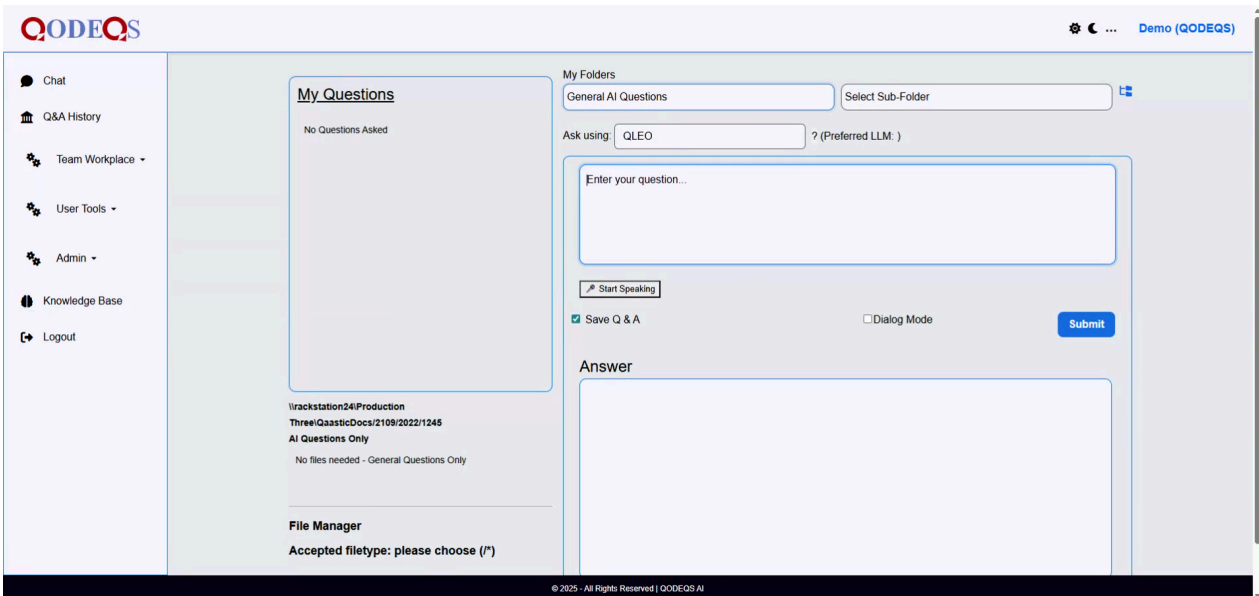 QODEQS
... Demo (QODEQS)
Chat
Q&A History
Team Workplace
User Tools
Admin
Knowledge Base
Logout
My Questions
No Questions Asked
\\rackstation24\Production
Three\QaasticDocs/2109/2022/1245
AI Questions Only
No files needed - General Questions Only
File Manager
Accepted filetype: please choose (/*)
My Folders
General AI Questions
Select Sub-Folder
Ask using: QLEO ? (Preferred LLM: )
Enter your question...
Start Speaking
Save Q & A
Dialog Mode
Submit
Answer
© 2025 - All Rights Reserved | QODEQS AI